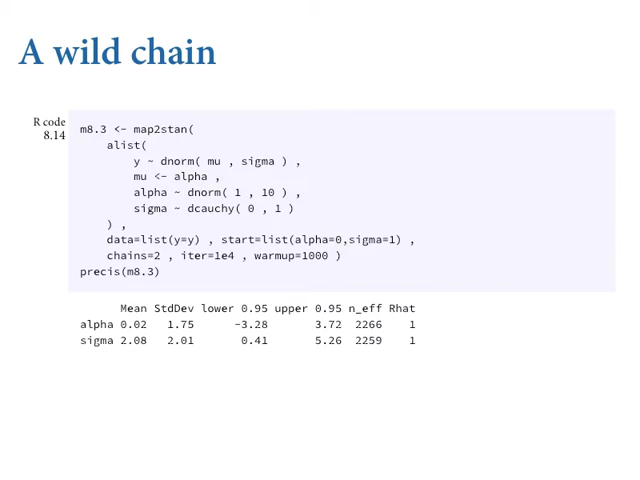 A wild chain
R code
8.14
m8.3 <- map2stan(
    alist(
        y ~ dnorm( mu , sigma ) ,
        mu <- alpha ,
        alpha ~ dnorm( 1 , 10 ) ,
        sigma ~ dcauchy( 0 , 1 )
    ) ,
    data=list(y=y) , start=list(alpha=0,sigma=1) ,
    chains=2 , iter=1e4 , warmup=1000 )
precis(m8.3)
      Mean StdDev lower 0.95 upper 0.95 n_eff Rhat
alpha 0.02   1.75      -3.28       3.72  2266    1
sigma 2.08   2.01       0.41       5.26  2259    1